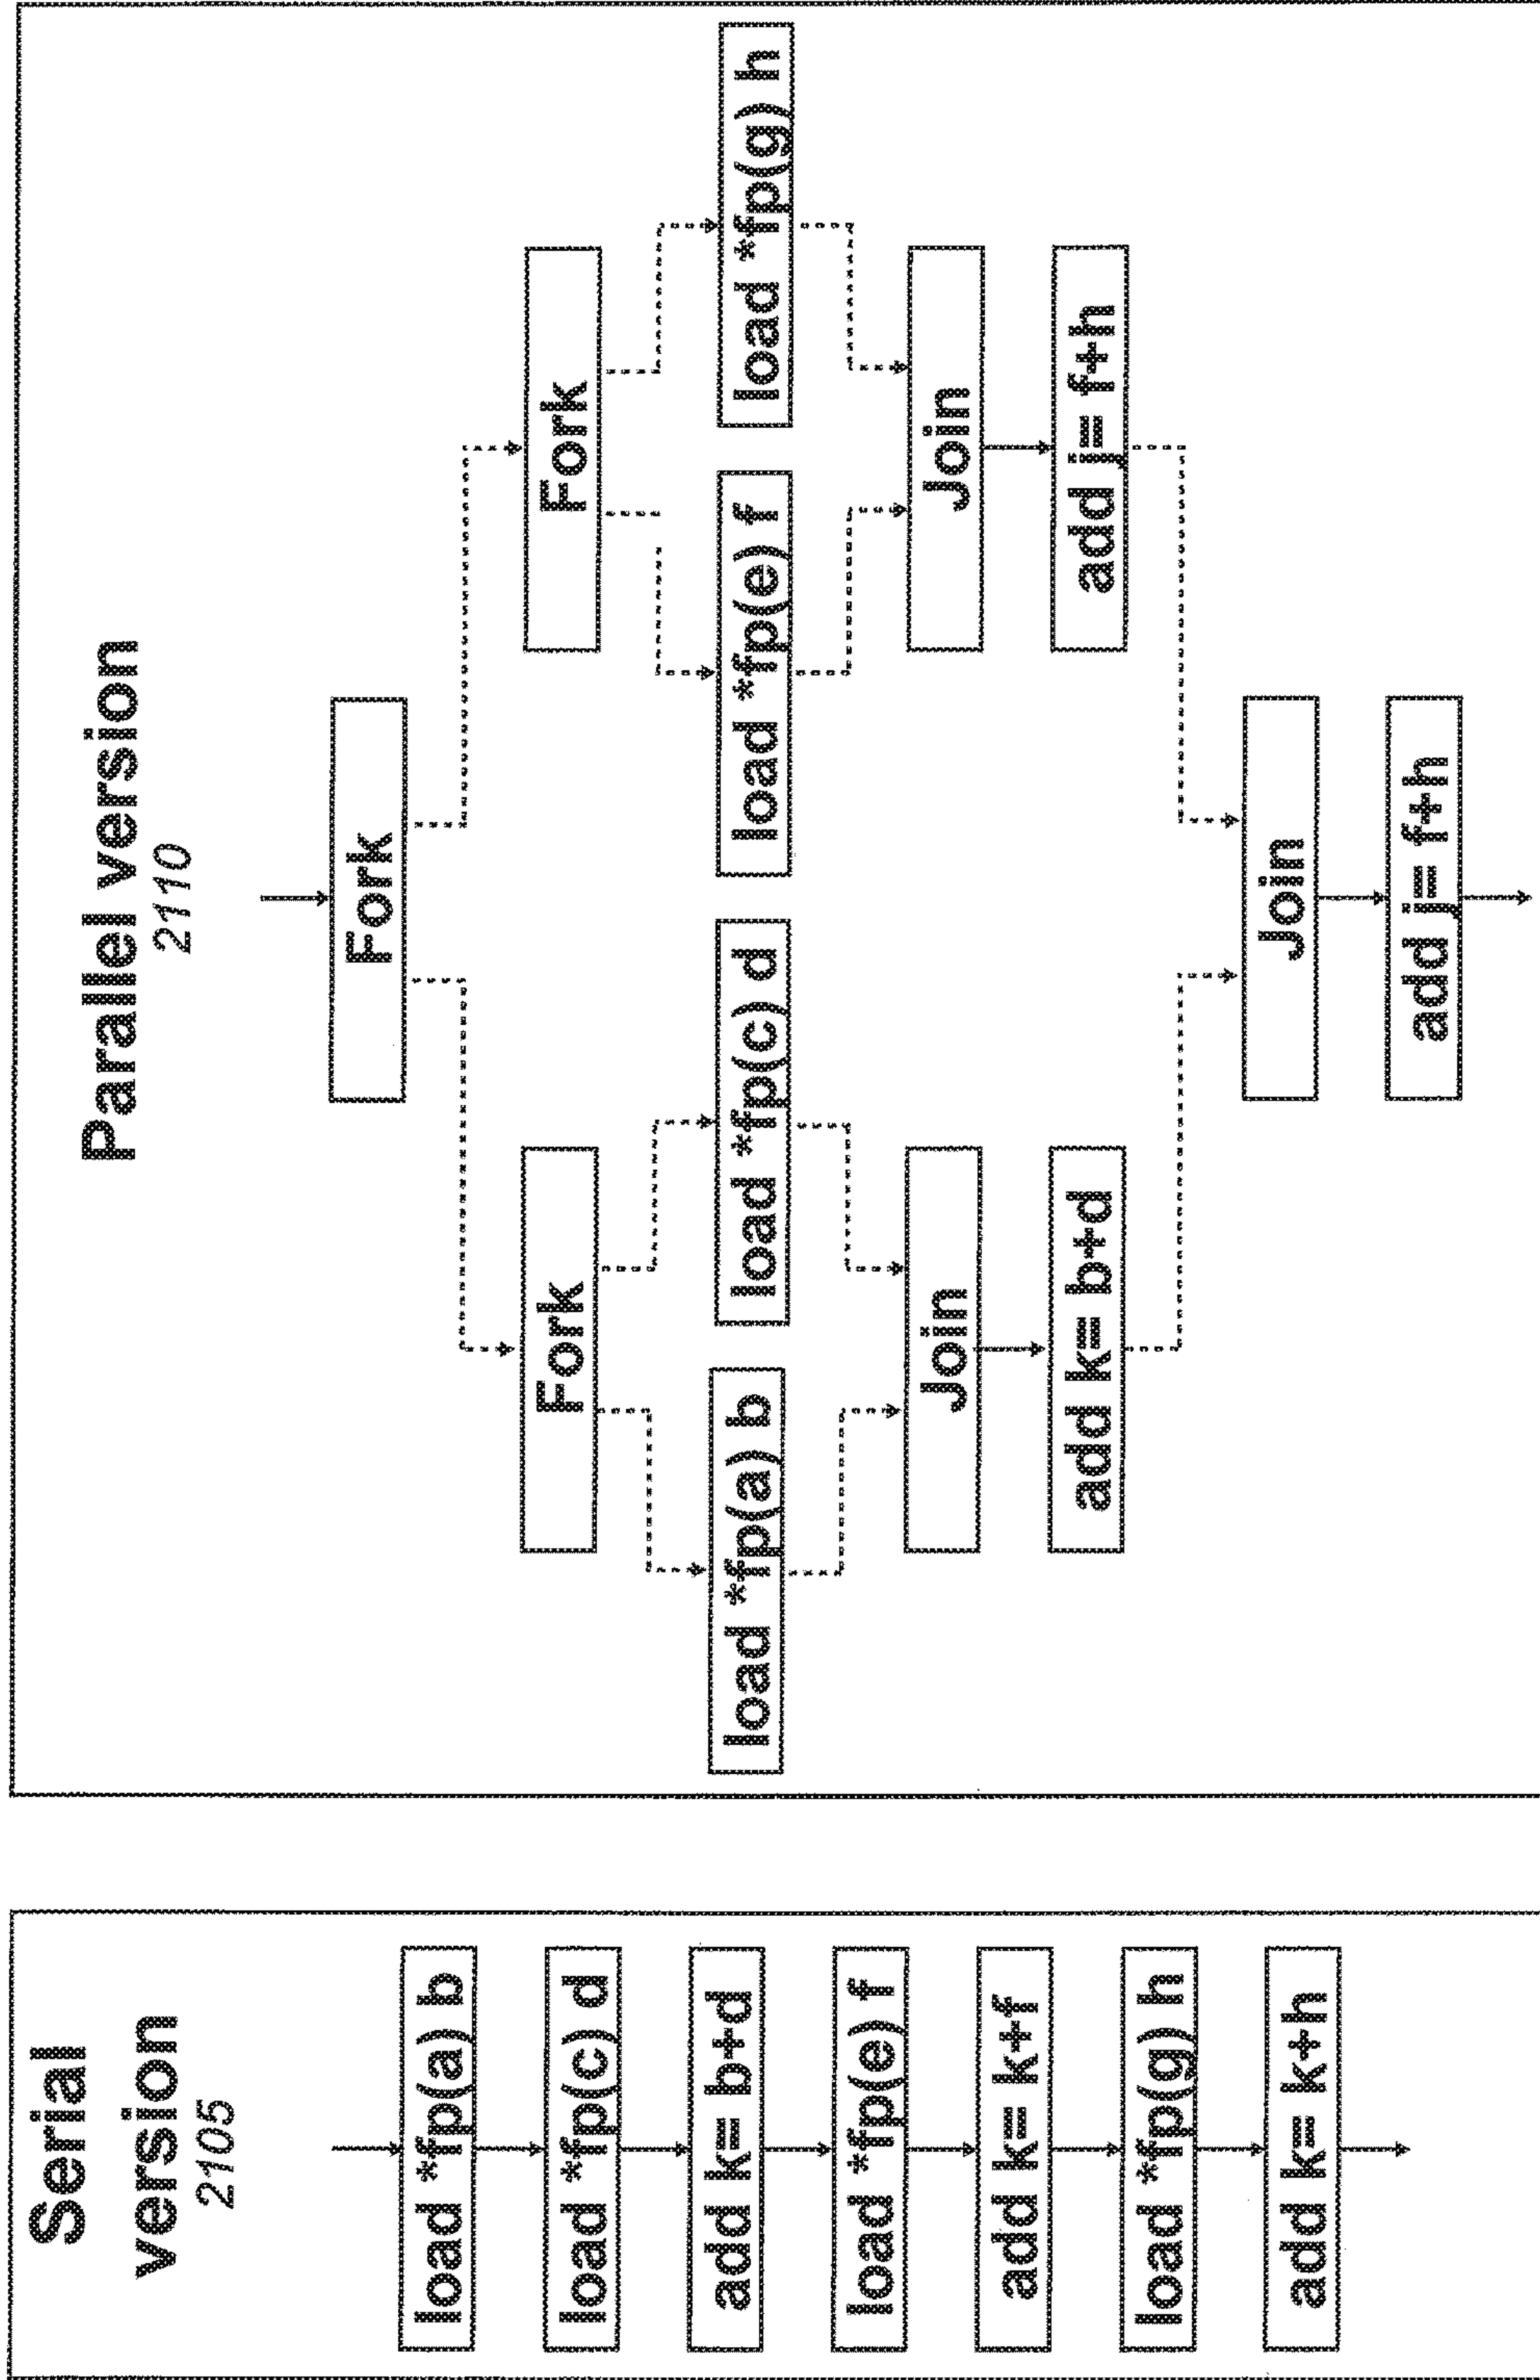 Serial
version
2105
load *fp(a) b
load *fp(c) d
add k= b+d
load *fp(e) f
add k= k+f
load *fp(g) h
add k= k+h
Parallel version
2110
Fork
Fork
Fork
load *fp(a) b
load *fp(c) d
load *fp(e) f
load *fp(g) h
Join
Join
add k= b+d
add j= f+h
Join
add j= f+h